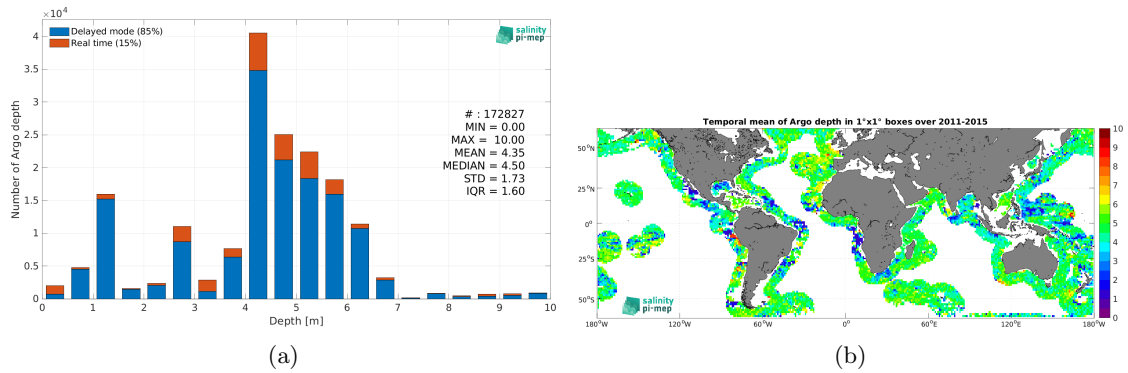 ×10⁴
Delayed mode (85%)
Real time (15%)
salinity
pi-mep
4
3.5
3
2.5
2
1.5
1
0.5
0
Number of Argo depth
# : 172827
MIN = 0.00
MAX = 10.00
MEAN = 4.35
MEDIAN = 4.50
STD = 1.73
IQR = 1.60
0 1 2 3 4 5 6 7 8 9 10
Depth [m]
(a)
Temporal mean of Argo depth in 1°x1° boxes over 2011-2015
50°N
25°N
0°
25°S
50°S
salinity
pi-mep
180°W 120°W 60°W 0° 60°E 120°E 180°W
10
9
8
7
6
5
4
3
2
1
0
(b)